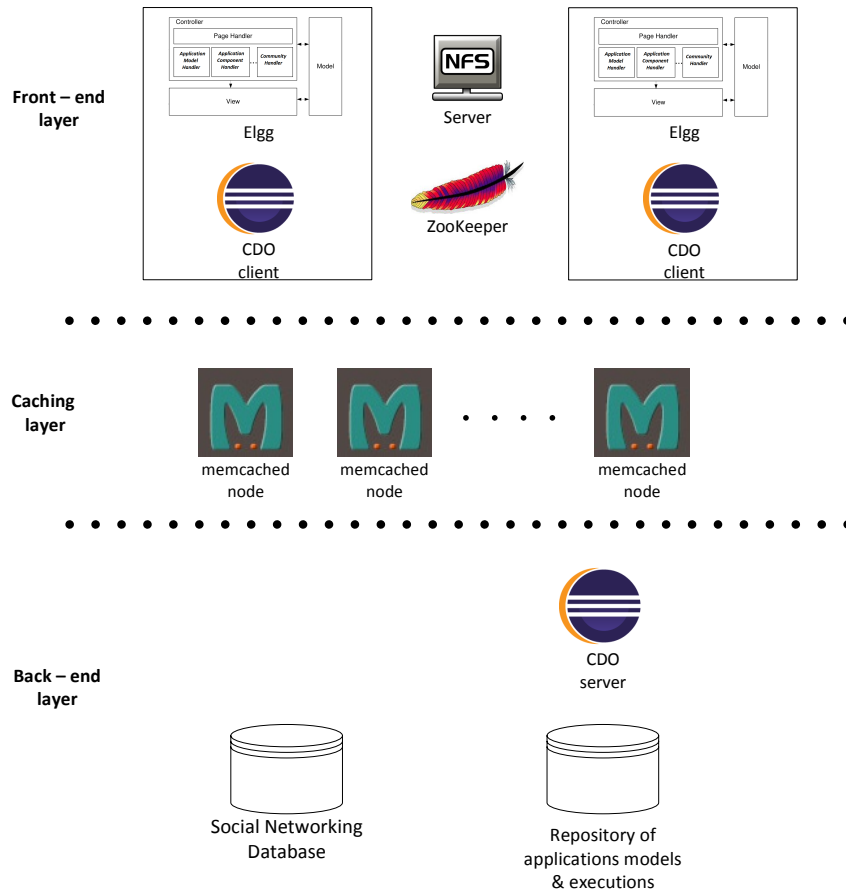 Controller
Page Handler
Application
Model
Handler
Application
Component
Handler
Community
Handler
Model
View
Elgg
CDO
client
Front – end
layer
NFS
Server
ZooKeeper
Controller
Page Handler
Application
Model
Handler
Application
Component
Handler
Community
Handler
Model
View
Elgg
CDO
client
Caching
layer
memcached
node
memcached
node
memcached
node
Back – end
layer
CDO
server
Social Networking
Database
Repository of
applications models
& executions